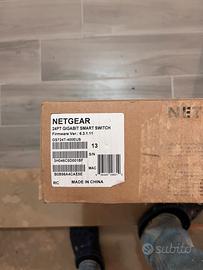 NETGEAR
24PT GIGABIT SMART SWITCH
Firmware Ver.: 6.3.1.11
GS724T-400EUS
13
S/N
MAC
RC MADE IN CHINA
NET
subito